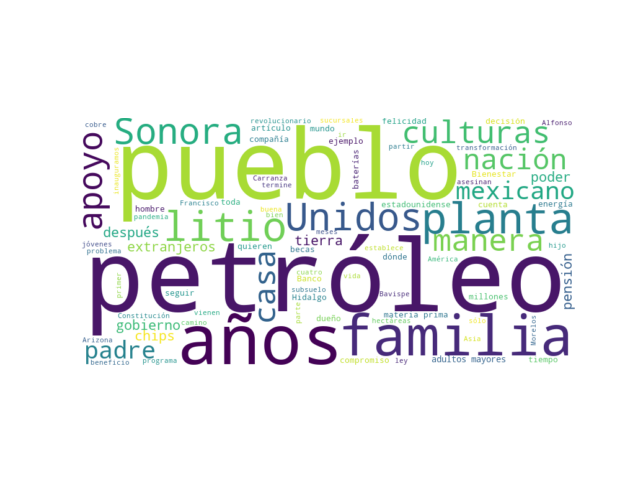 cobre
revolucionario
sucursales
felicidad
decisión
Alfonso
Sonora
artículo
mundo
ir
culturas
compañía
ejemplo
partir
hoy
transformación
apoyo
inauguremos
pueblo
baterías
nación
Carranza
termine
asesinan
Bienestar
poder
hombre
Francisco
toda
estadounidense
mexicano
cuenta
energía
pandemia
buena
bien
litio
Unidos
planta
después
meses
tierra
manera
hijo
jóvenes
problema
extranjeros
quieren
becas
establece
dónde
América
petróleo
casa
cuatro
Banco
vida
pensión
primer
seguir
subsuelo
Hidalgo
Bavispe
millones
parte
materia prima
Constitución
vienen
gobierno
camino
dueño
hectáreas
sólo
Morelos
chips
años
familia
Arizona
padre
Asia
beneficio
programa
compromiso
ley
adultos mayores
tiempo